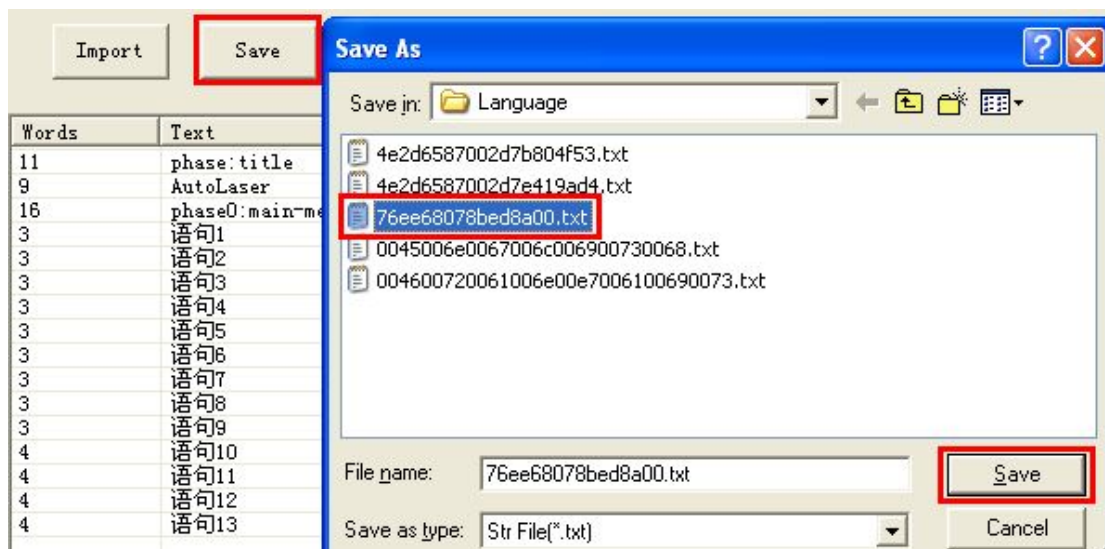 Import
Save
Words
Text
11
phase:title
9
AutoLaser
16
phase0:main-me
3
语句1
3
语句2
3
语句3
3
语句4
3
语句5
3
语句6
3
语句7
3
语句8
3
语句9
4
语句10
4
语句11
4
语句12
4
语句13
Save As
Save in:
Language
4e2d6587002d7b804f53.txt
4e2d6587002d7e419ad4.txt
76ee68078bed8a00.txt
0045006e0067006c006900730068.txt
004600720061006e00e7006100690073.txt
File name:
76ee68078bed8a00.txt
Save
Save as type:
Str File(*.txt)
Cancel